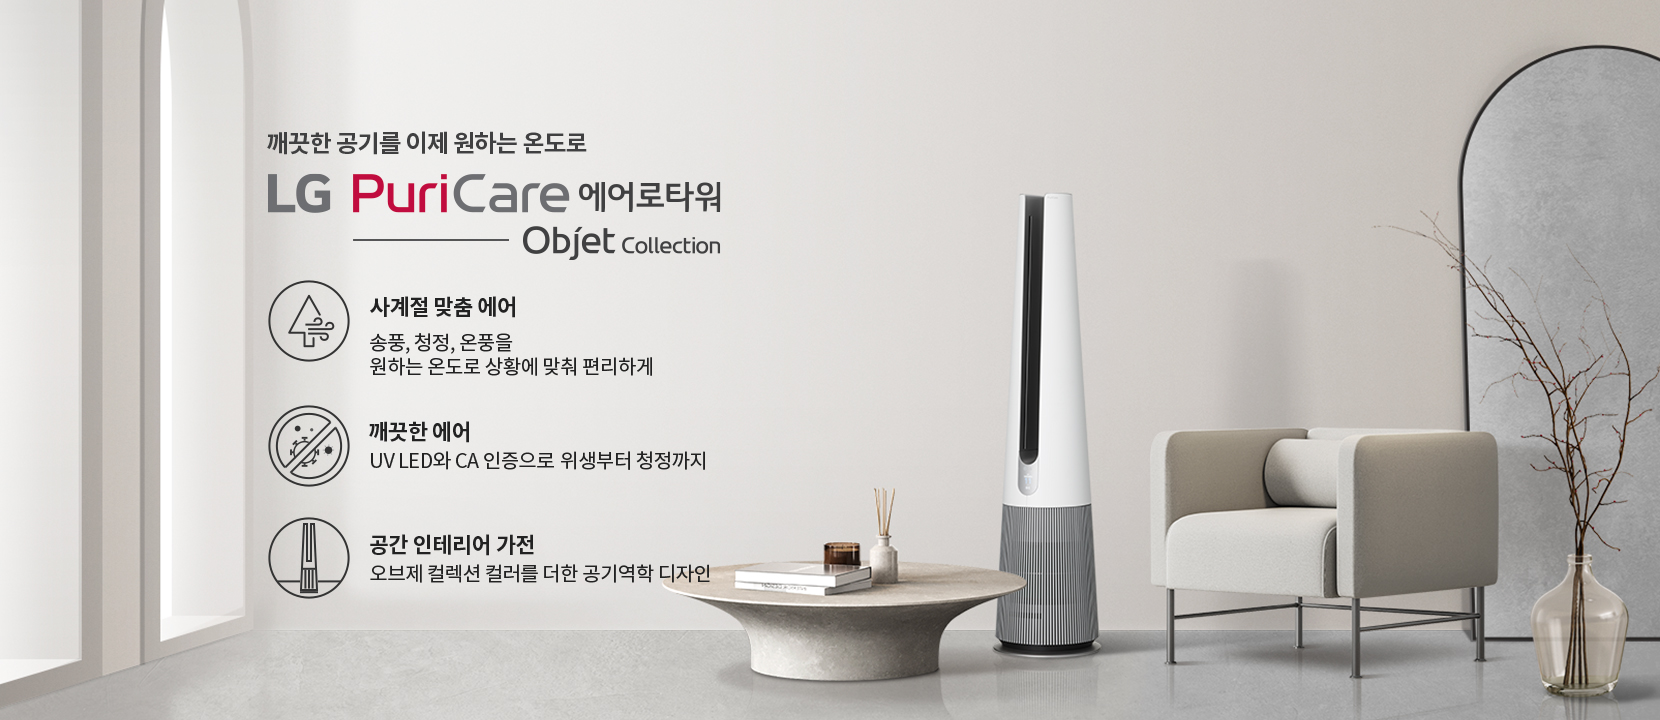 깨끗한 공기를 이제 원하는 온도로
LG PuriCare 에어로타워
Objet Collection
사계절 맞춤 에어
송풍, 청정, 온풍을
원하는 온도로 상황에 맞춰 편리하게
깨끗한 에어
UV LED와 CA 인증으로 위생부터 청정까지
공간 인테리어 가전
오브제 컬렉션 컬러를 더한 공기역학 디자인